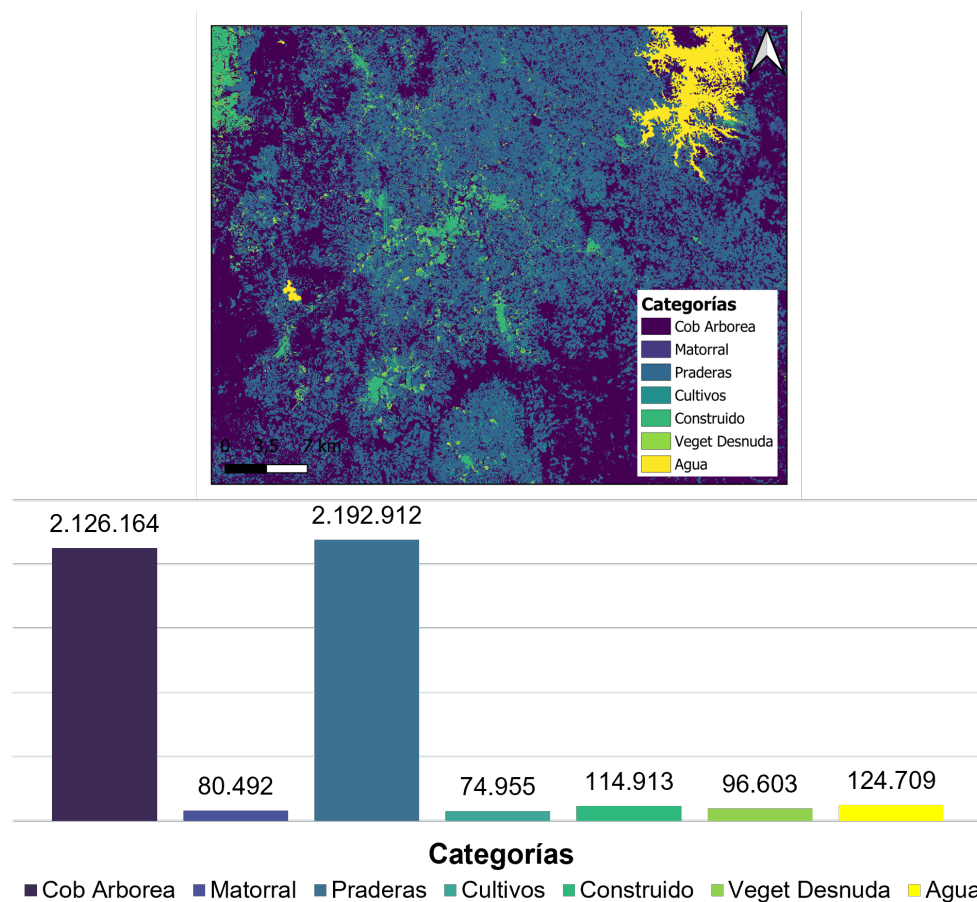 Categorías
Cob Arborea
Matorral
Praderas
Cultivos
Construido
Veget Desnuda
Agua
0 3,5 7 km
2.126.164
80.492
2.192.912
74.955
114.913
96.603
124.709
Categorías
Cob Arborea Matorral Praderas Cultivos Construido Veget Desnuda Agua